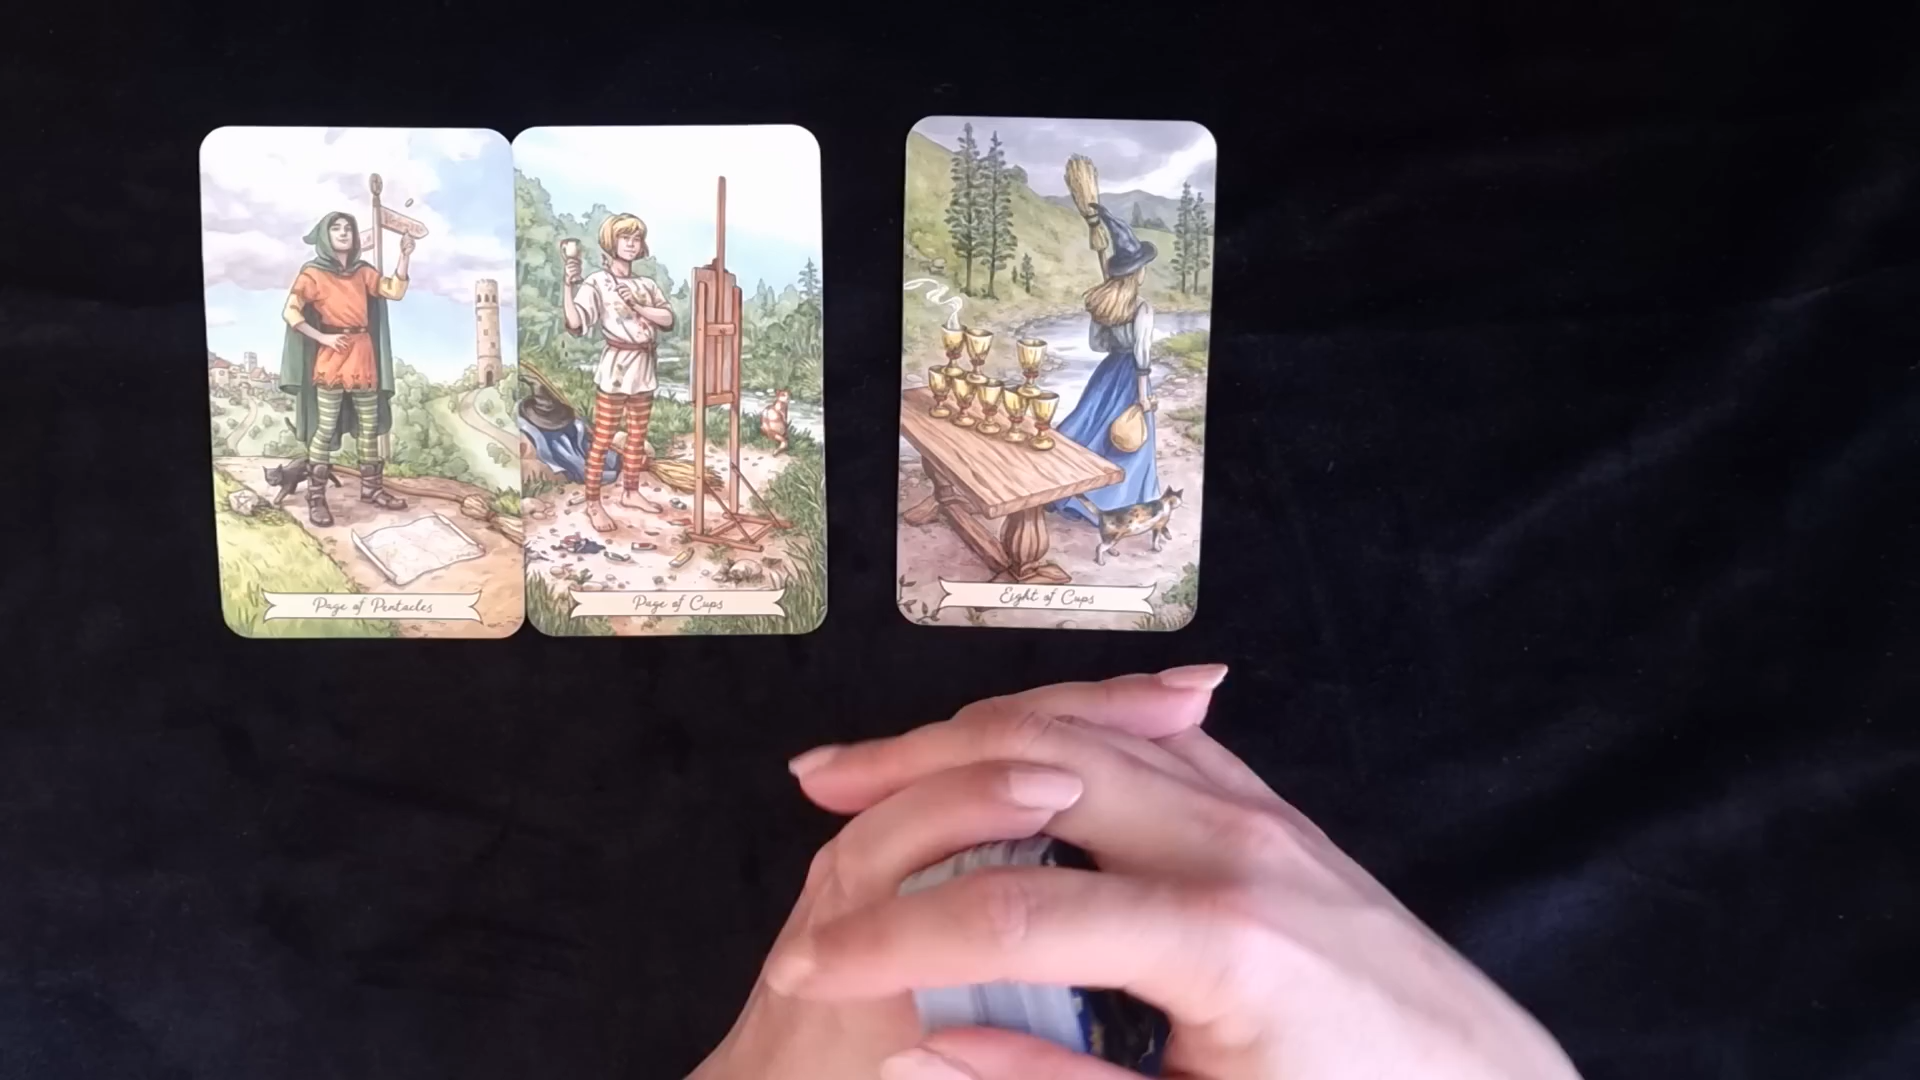 Page of Pentacles
Page of Cups
Eight of Cups